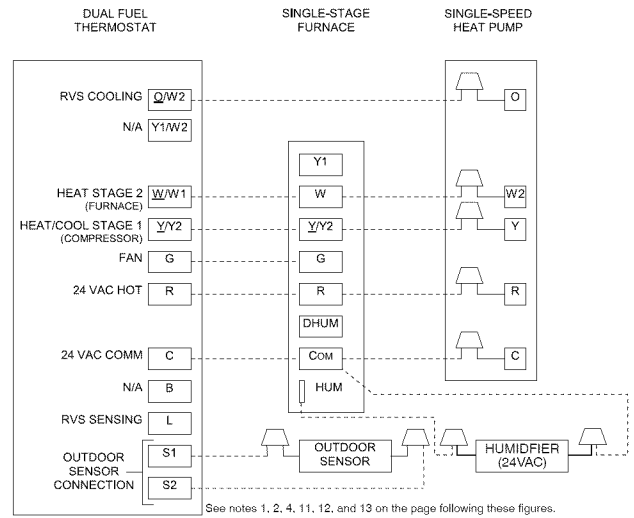 DUAL FUEL
THERMOSTAT
SINGLE-STAGE
FURNACE
SINGLE-SPEED
HEAT PUMP
RVS COOLING O/W2
O
N/A Y1/W2
Y1
HEAT STAGE 2
(FURNACE)
W/W1
W
W2
HEAT/COOL STAGE 1
(COMPRESSOR)
Y/Y2
Y/Y2
Y
FAN G
G
24 VAC HOT R
R
R
DHUM
24 VAC COMM C
COM
C
N/A B
HUM
RVS SENSING L
OUTDOOR
SENSOR
CONNECTION
S1
S2
OUTDOOR
SENSOR
HUMIDFIER
(24VAC)
See notes 1, 2, 4, 11, 12, and 13 on the page following these figures.